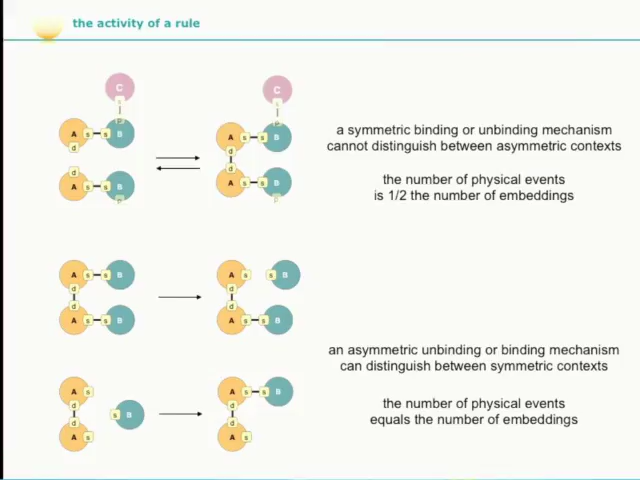 the activity of a rule
C
C
s
s
p
p
A s s B
A s s B
d
d
d
d
A s s B
A s s B
p
p
a symmetric binding or unbinding mechanism
cannot distinguish between asymmetric contexts
the number of physical events
is 1/2 the number of embeddings
A s s B
A s s B
d
d
d
d
A s s B
A s s B
an asymmetric unbinding or binding mechanism
can distinguish between symmetric contexts
the number of physical events
equals the number of embeddings
A s
A s s B
d
d
s B
d
d
A s
A s